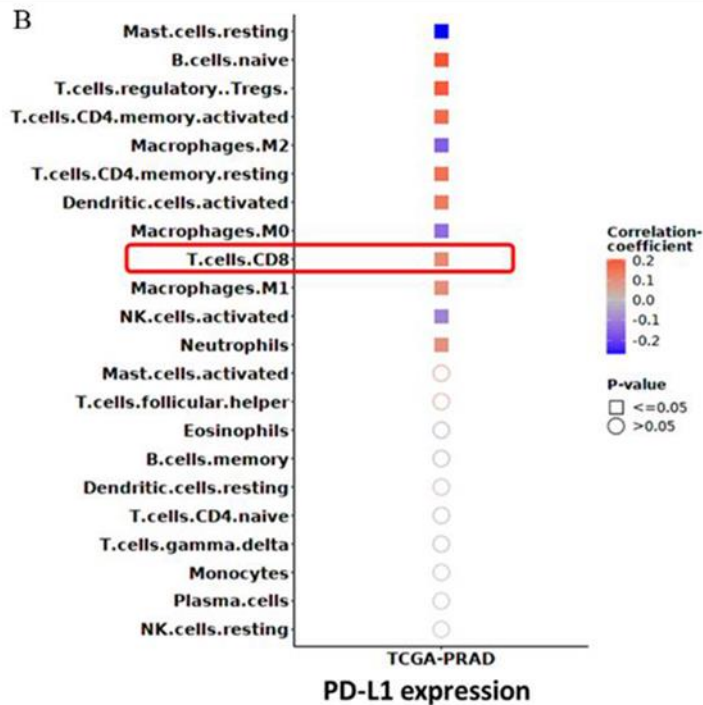 B
Mast.cells.resting
B.cells.naive
T.cells.regulatory..Tregs.
T.cells.CD4.memory.activated
Macrophages.M2
T.cells.CD4.memory.resting
Dendritic.cells.activated
Macrophages.M0
T.cells.CD8
Macrophages.M1
NK.cells.activated
Neutrophils
Mast.cells.activated
T.cells.follicular.helper
Eosinophils
B.cells.memory
Dendritic.cells.resting
T.cells.CD4.naive
T.cells.gamma.delta
Monocytes
Plasma.cells
NK.cells.resting
TCGA-PRAD
PD-L1 expression
Correlation-
coefficient
0.2
0.1
0.0
-0.1
-0.2
P-value
<=0.05
>0.05